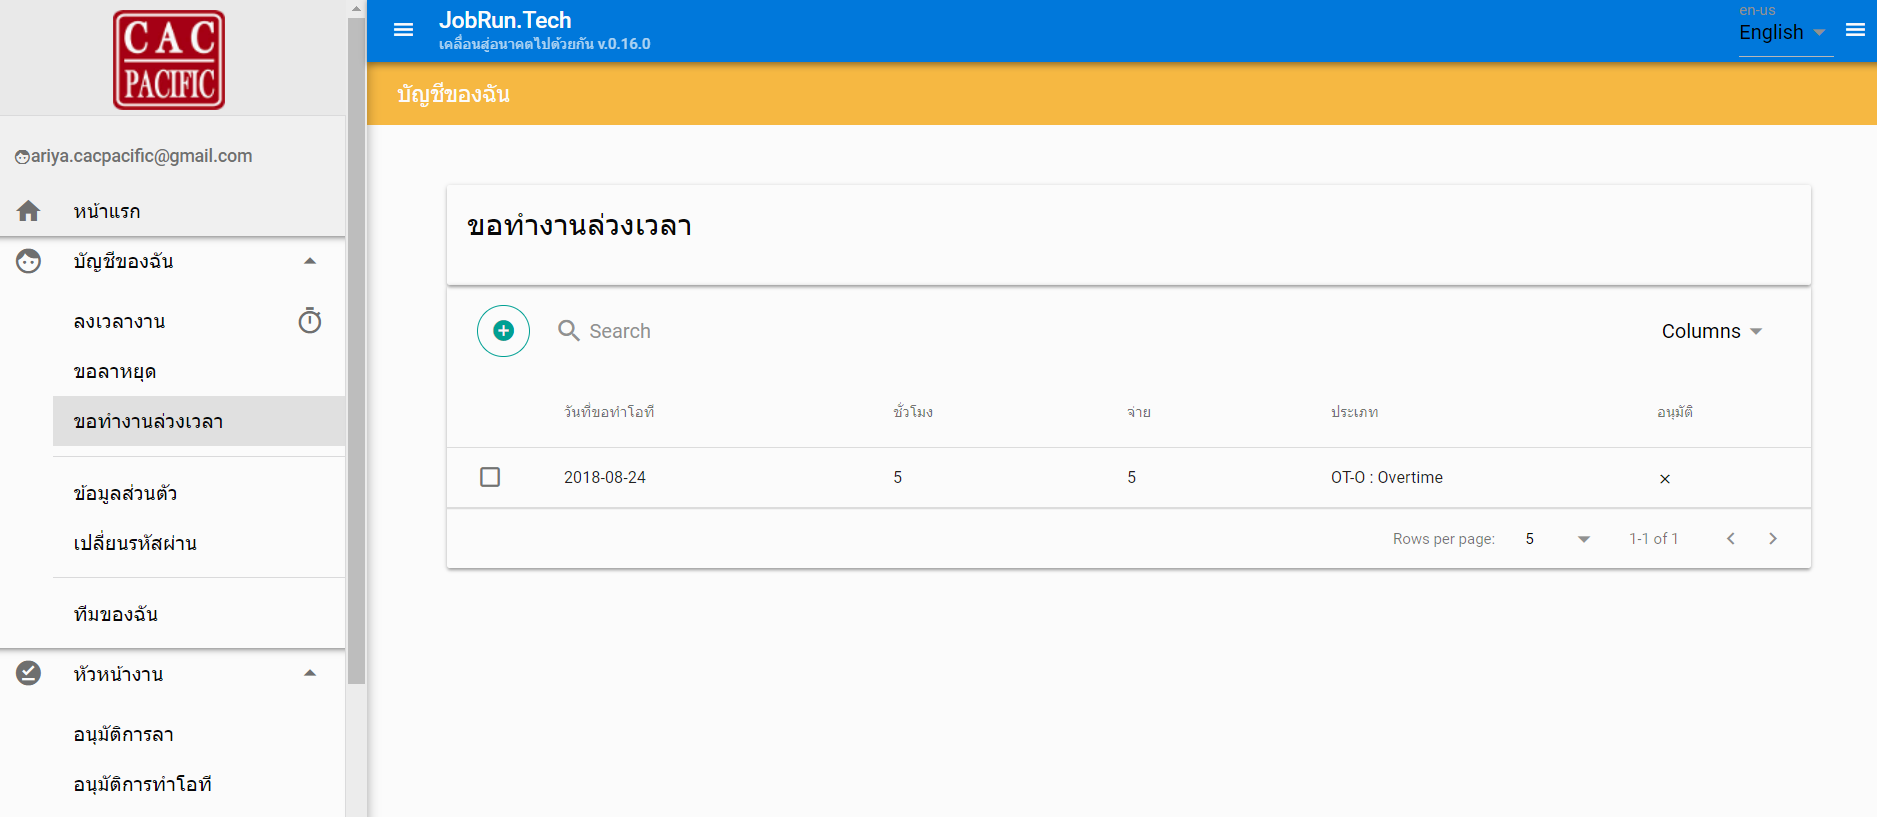 CAC
PACIFIC
ariya.cacpacific@gmail.com
หน้าแรก
บัญชีของฉัน
ลงเวลางาน
ขอลาหยุด
ขอทำงานล่วงเวลา
ข้อมูลส่วนตัว
เปลี่ยนรหัสผ่าน
ทีมของฉัน
หัวหน้างาน
อนุมัติการลา
อนุมัติการทำโอที
JobRun.Tech
เคลื่อนสู่อนาคตไปด้วยกัน v.0.16.0
en-us
English
บัญชีของฉัน
ขอทำงานล่วงเวลา
Search
Columns
วันที่ขอทำโอที ชั่วโมง จ่าย ประเภท อนุมัติ
2018-08-24 5 5 OT-O : Overtime
Rows per page: 5 1-1 of 1